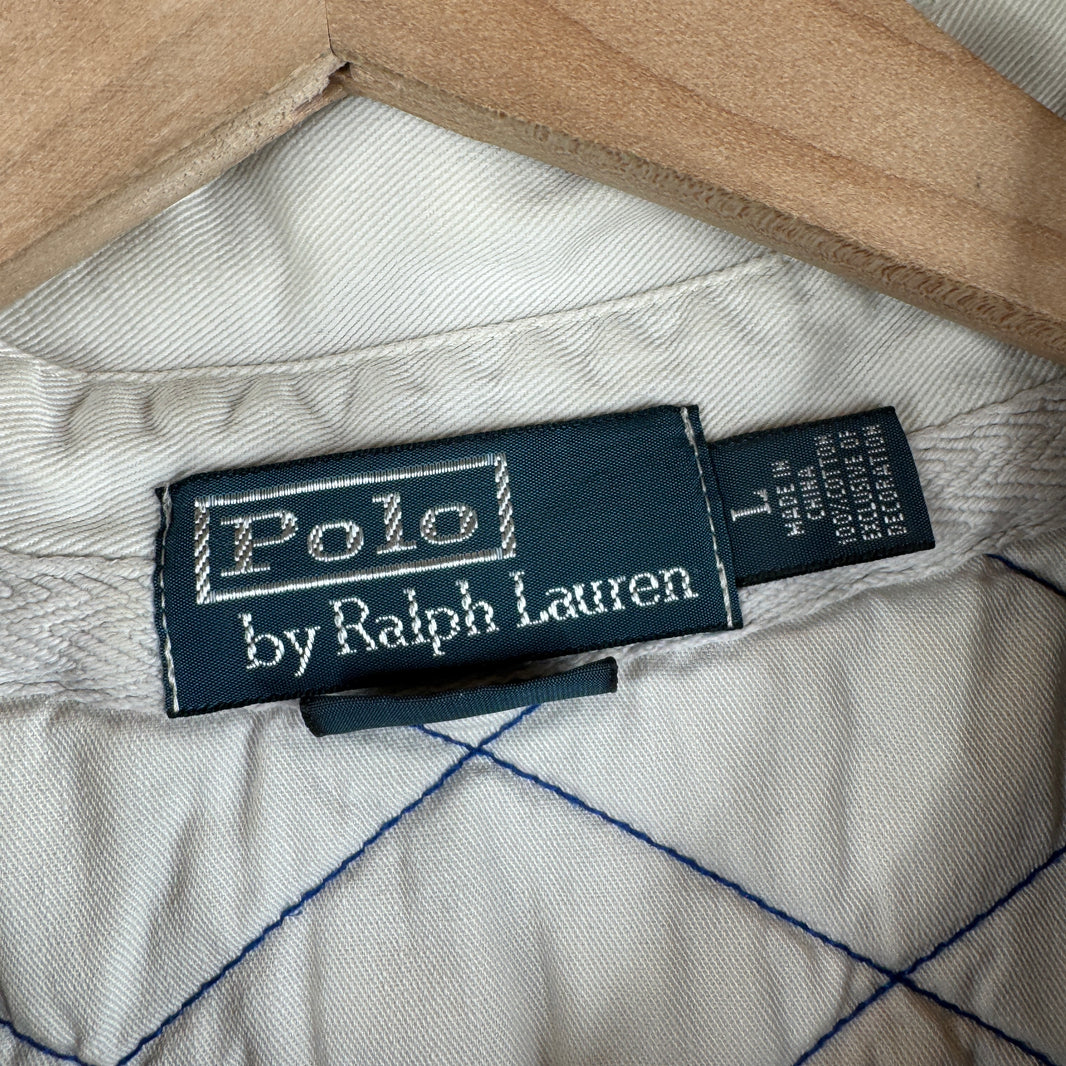 Polo
by Ralph Lauren
L
MADE IN
CHINA
100% COTTON
EXCLUSIVE OF
DECORATION